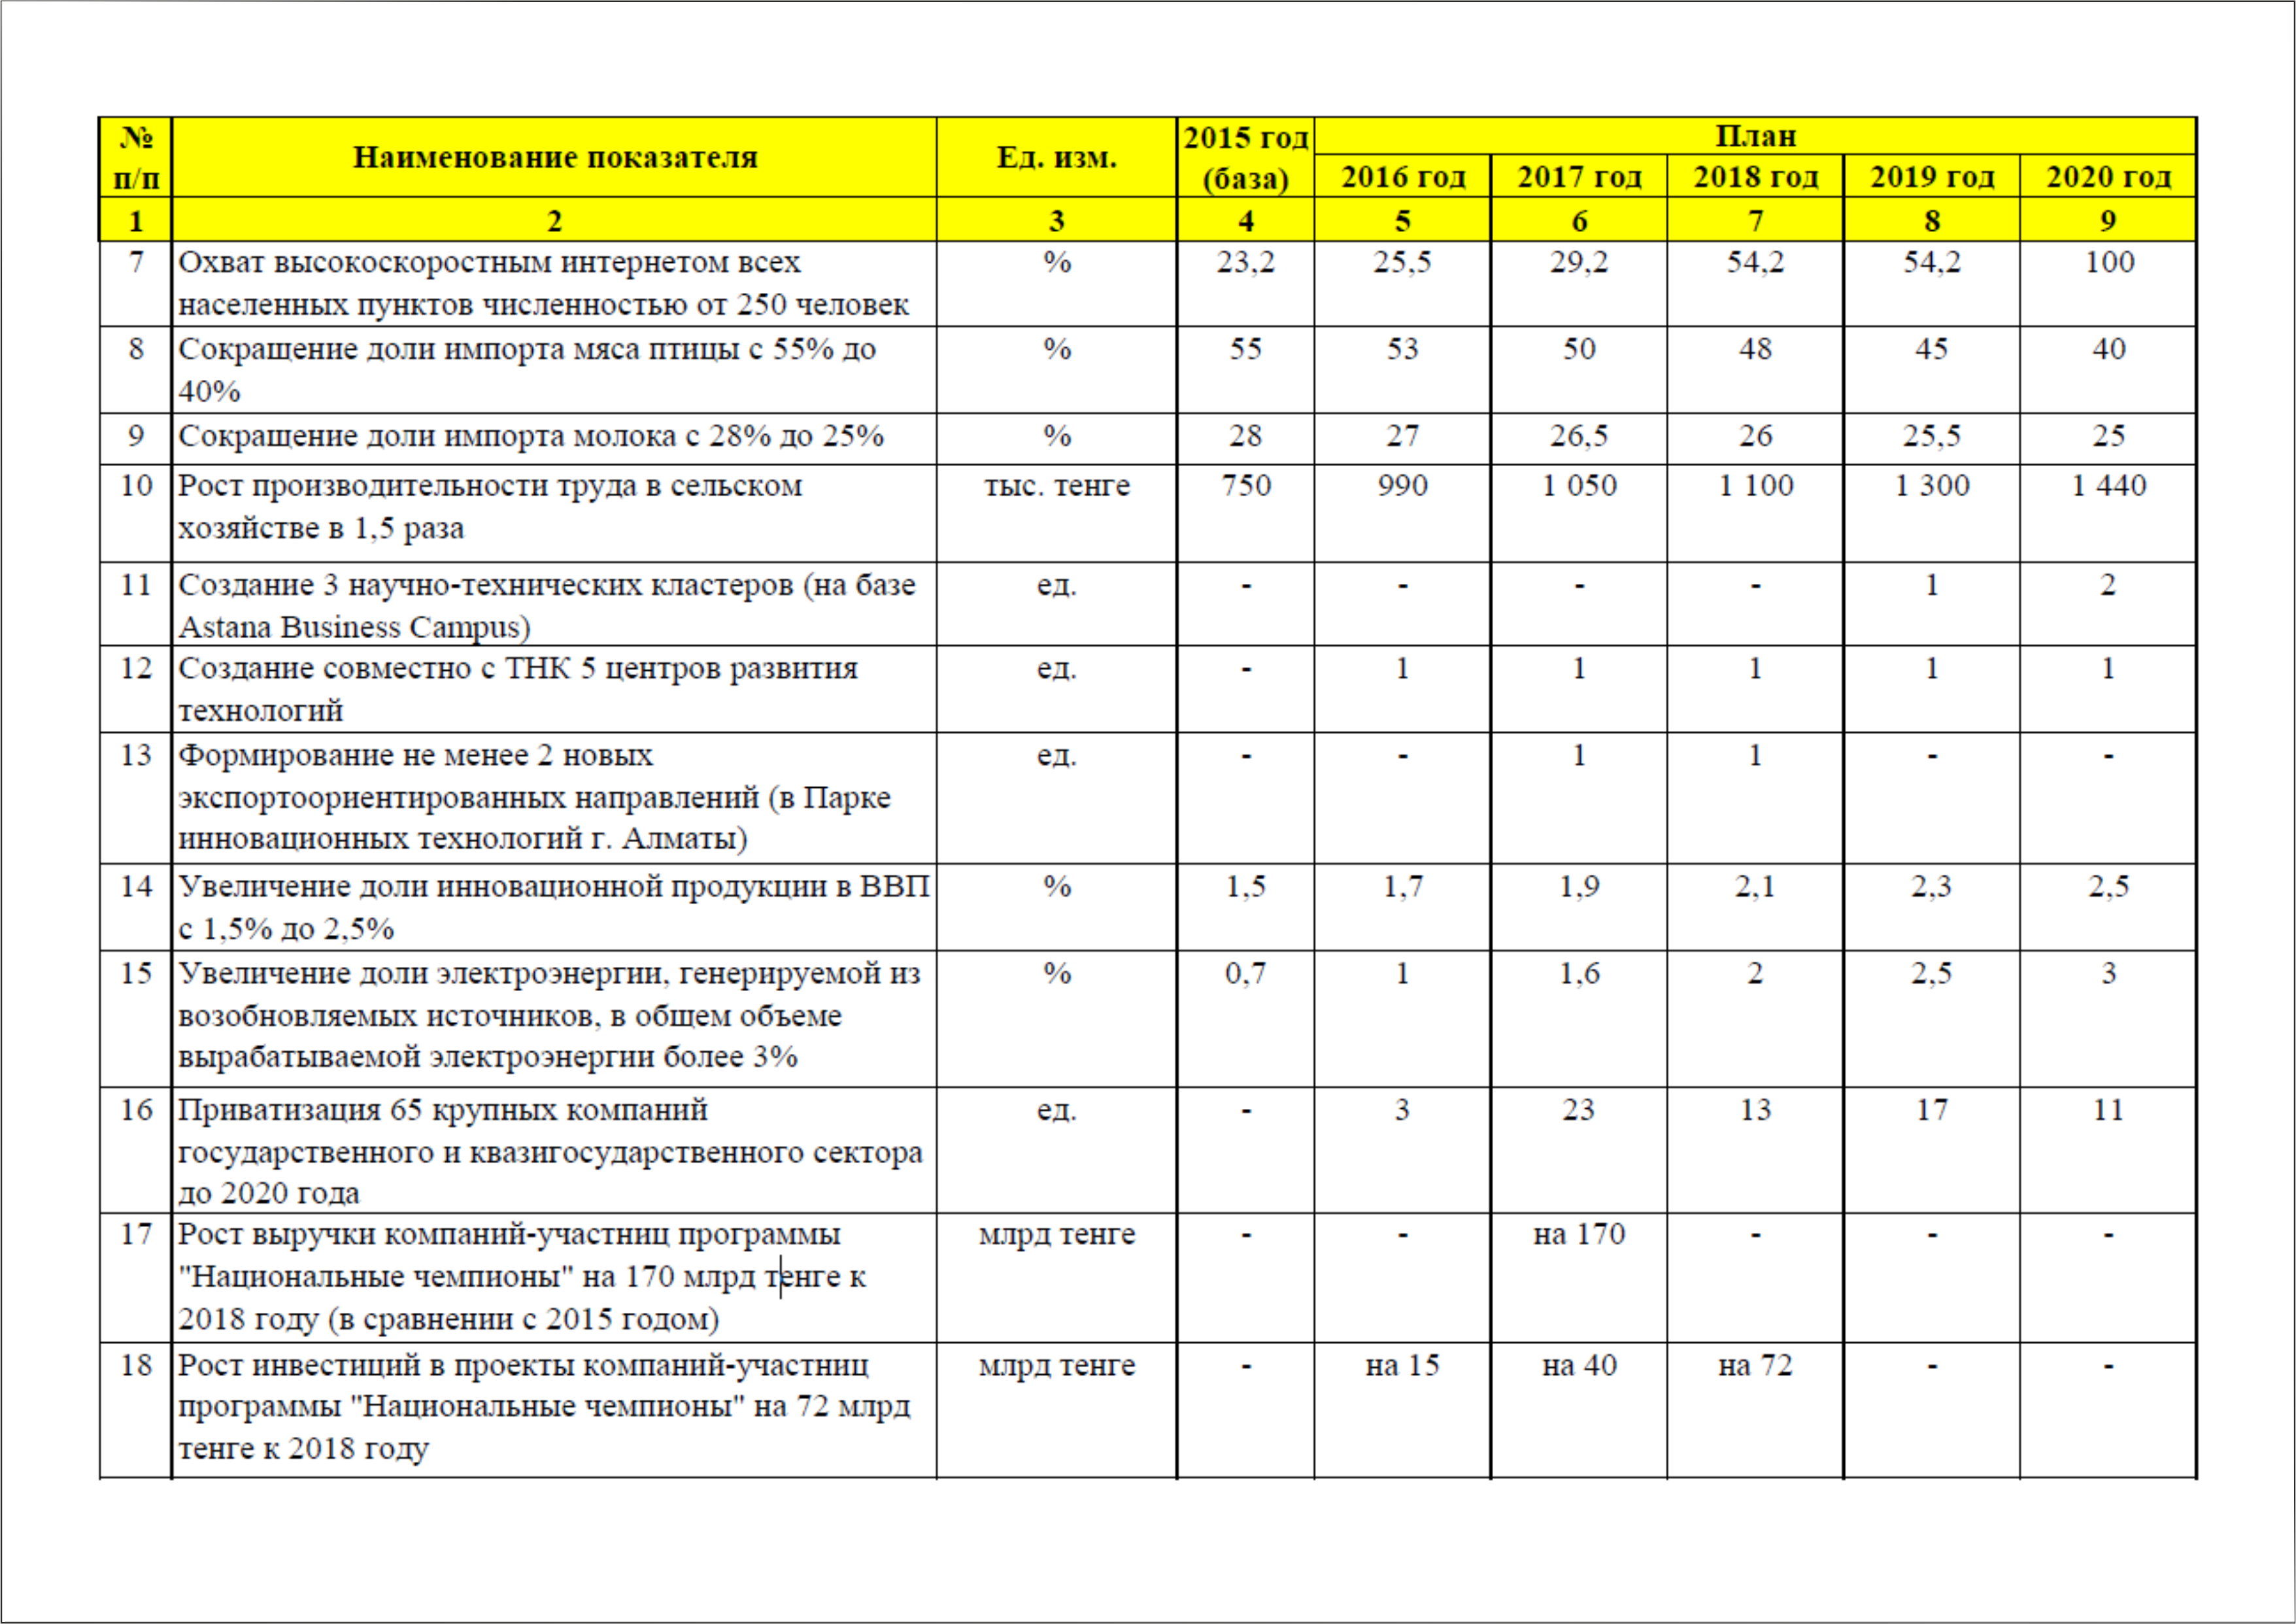 № п/п Наименование показателя Ед. изм. 2015 год (база) План
2016 год 2017 год 2018 год 2019 год 2020 год
1 2 3 4 5 6 7 8 9
7 Охват высокоскоростным интернетом всех % 23,2 25,5 29,2 54,2 54,2 100
населенных пунктов численностью от 250 человек
8 Сокращение доли импорта мяса птицы с 55% до % 55 53 50 48 45 40
40%
9 Сокращение доли импорта молока с 28% до 25% % 28 27 26,5 26 25,5 25
10 Рост производительности труда в сельском тыс. тенге 750 990 1 050 1 100 1 300 1 440
хозяйстве в 1,5 раза
11 Создание 3 научно-технических кластеров (на базе ед. - - - - 1 2
Astana Business Campus)
12 Создание совместно с ТНК 5 центров развития ед. - 1 1 1 1 1
технологий
13 Формирование не менее 2 новых ед. - - 1 1 - -
экспортоориентированных направлений (в Парке
инновационных технологий г. Алматы)
14 Увеличение доли инновационной продукции в ВВП % 1,5 1,7 1,9 2,1 2,3 2,5
с 1,5% до 2,5%
15 Увеличение доли электроэнергии, генерируемой из % 0,7 1 1,6 2 2,5 3
возобновляемых источников, в общем объеме
вырабатываемой электроэнергии более 3%
16 Приватизация 65 крупных компаний ед. - 3 23 13 17 11
государственного и квазигосударственного сектора
до 2020 года
17 Рост выручки компаний-участниц программы млрд тенге - - на 170 - - -
"Национальные чемпионы" на 170 млрд тенге к
2018 году (в сравнении с 2015 годом)
18 Рост инвестиций в проекты компаний-участниц млрд тенге - на 15 на 40 на 72 - -
программы "Национальные чемпионы" на 72 млрд
тенге к 2018 году